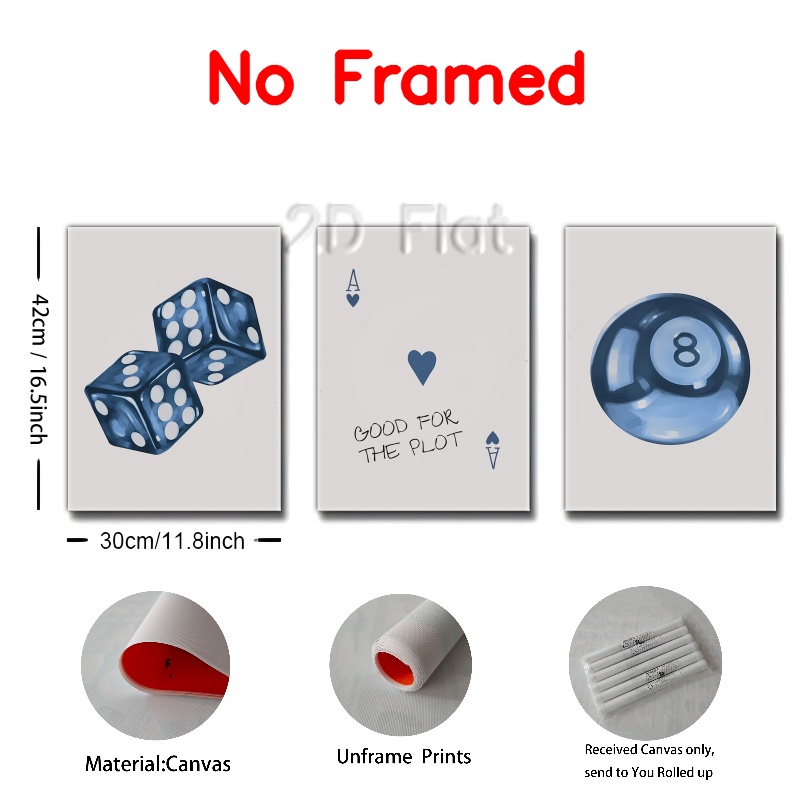 No Framed
2.D Flat
42cm / 16.5inch
A
GOOD FOR
THE PLOT
A
8
30cm/11.8inch
Material:Canvas
Unframe Prints
Received Canvas only,
send to You Rolled up